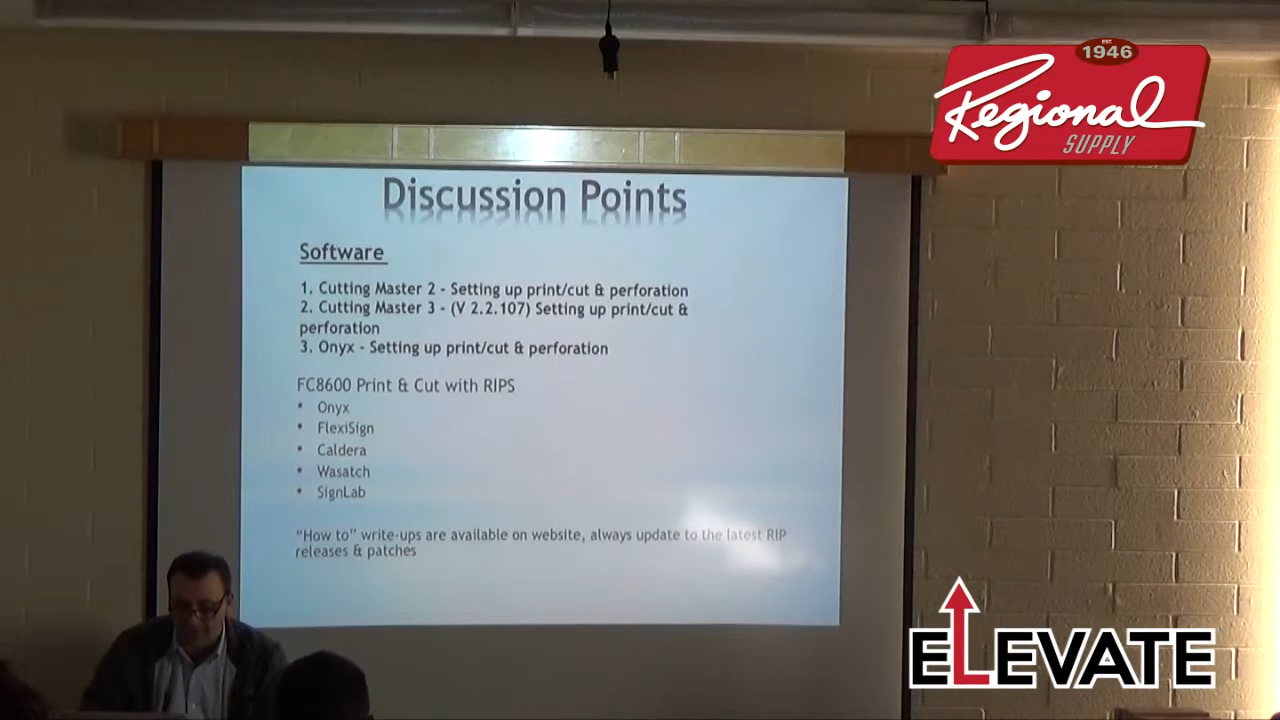 EST.
1946
Regional
SUPPLY
Discussion Points
Software
1. Cutting Master 2 - Setting up print/cut & perforation
2. Cutting Master 3 - (V 2.2.107) Setting up print/cut &
perforation
3. Onyx - Setting up print/cut & perforation
FC8600 Print & Cut with RIPS
• Onyx
• FlexiSign
• Caldera
• Wasatch
• SignLab
“How to” write-ups are available on website, always update to the latest RIP
releases & patches
ELEVATE